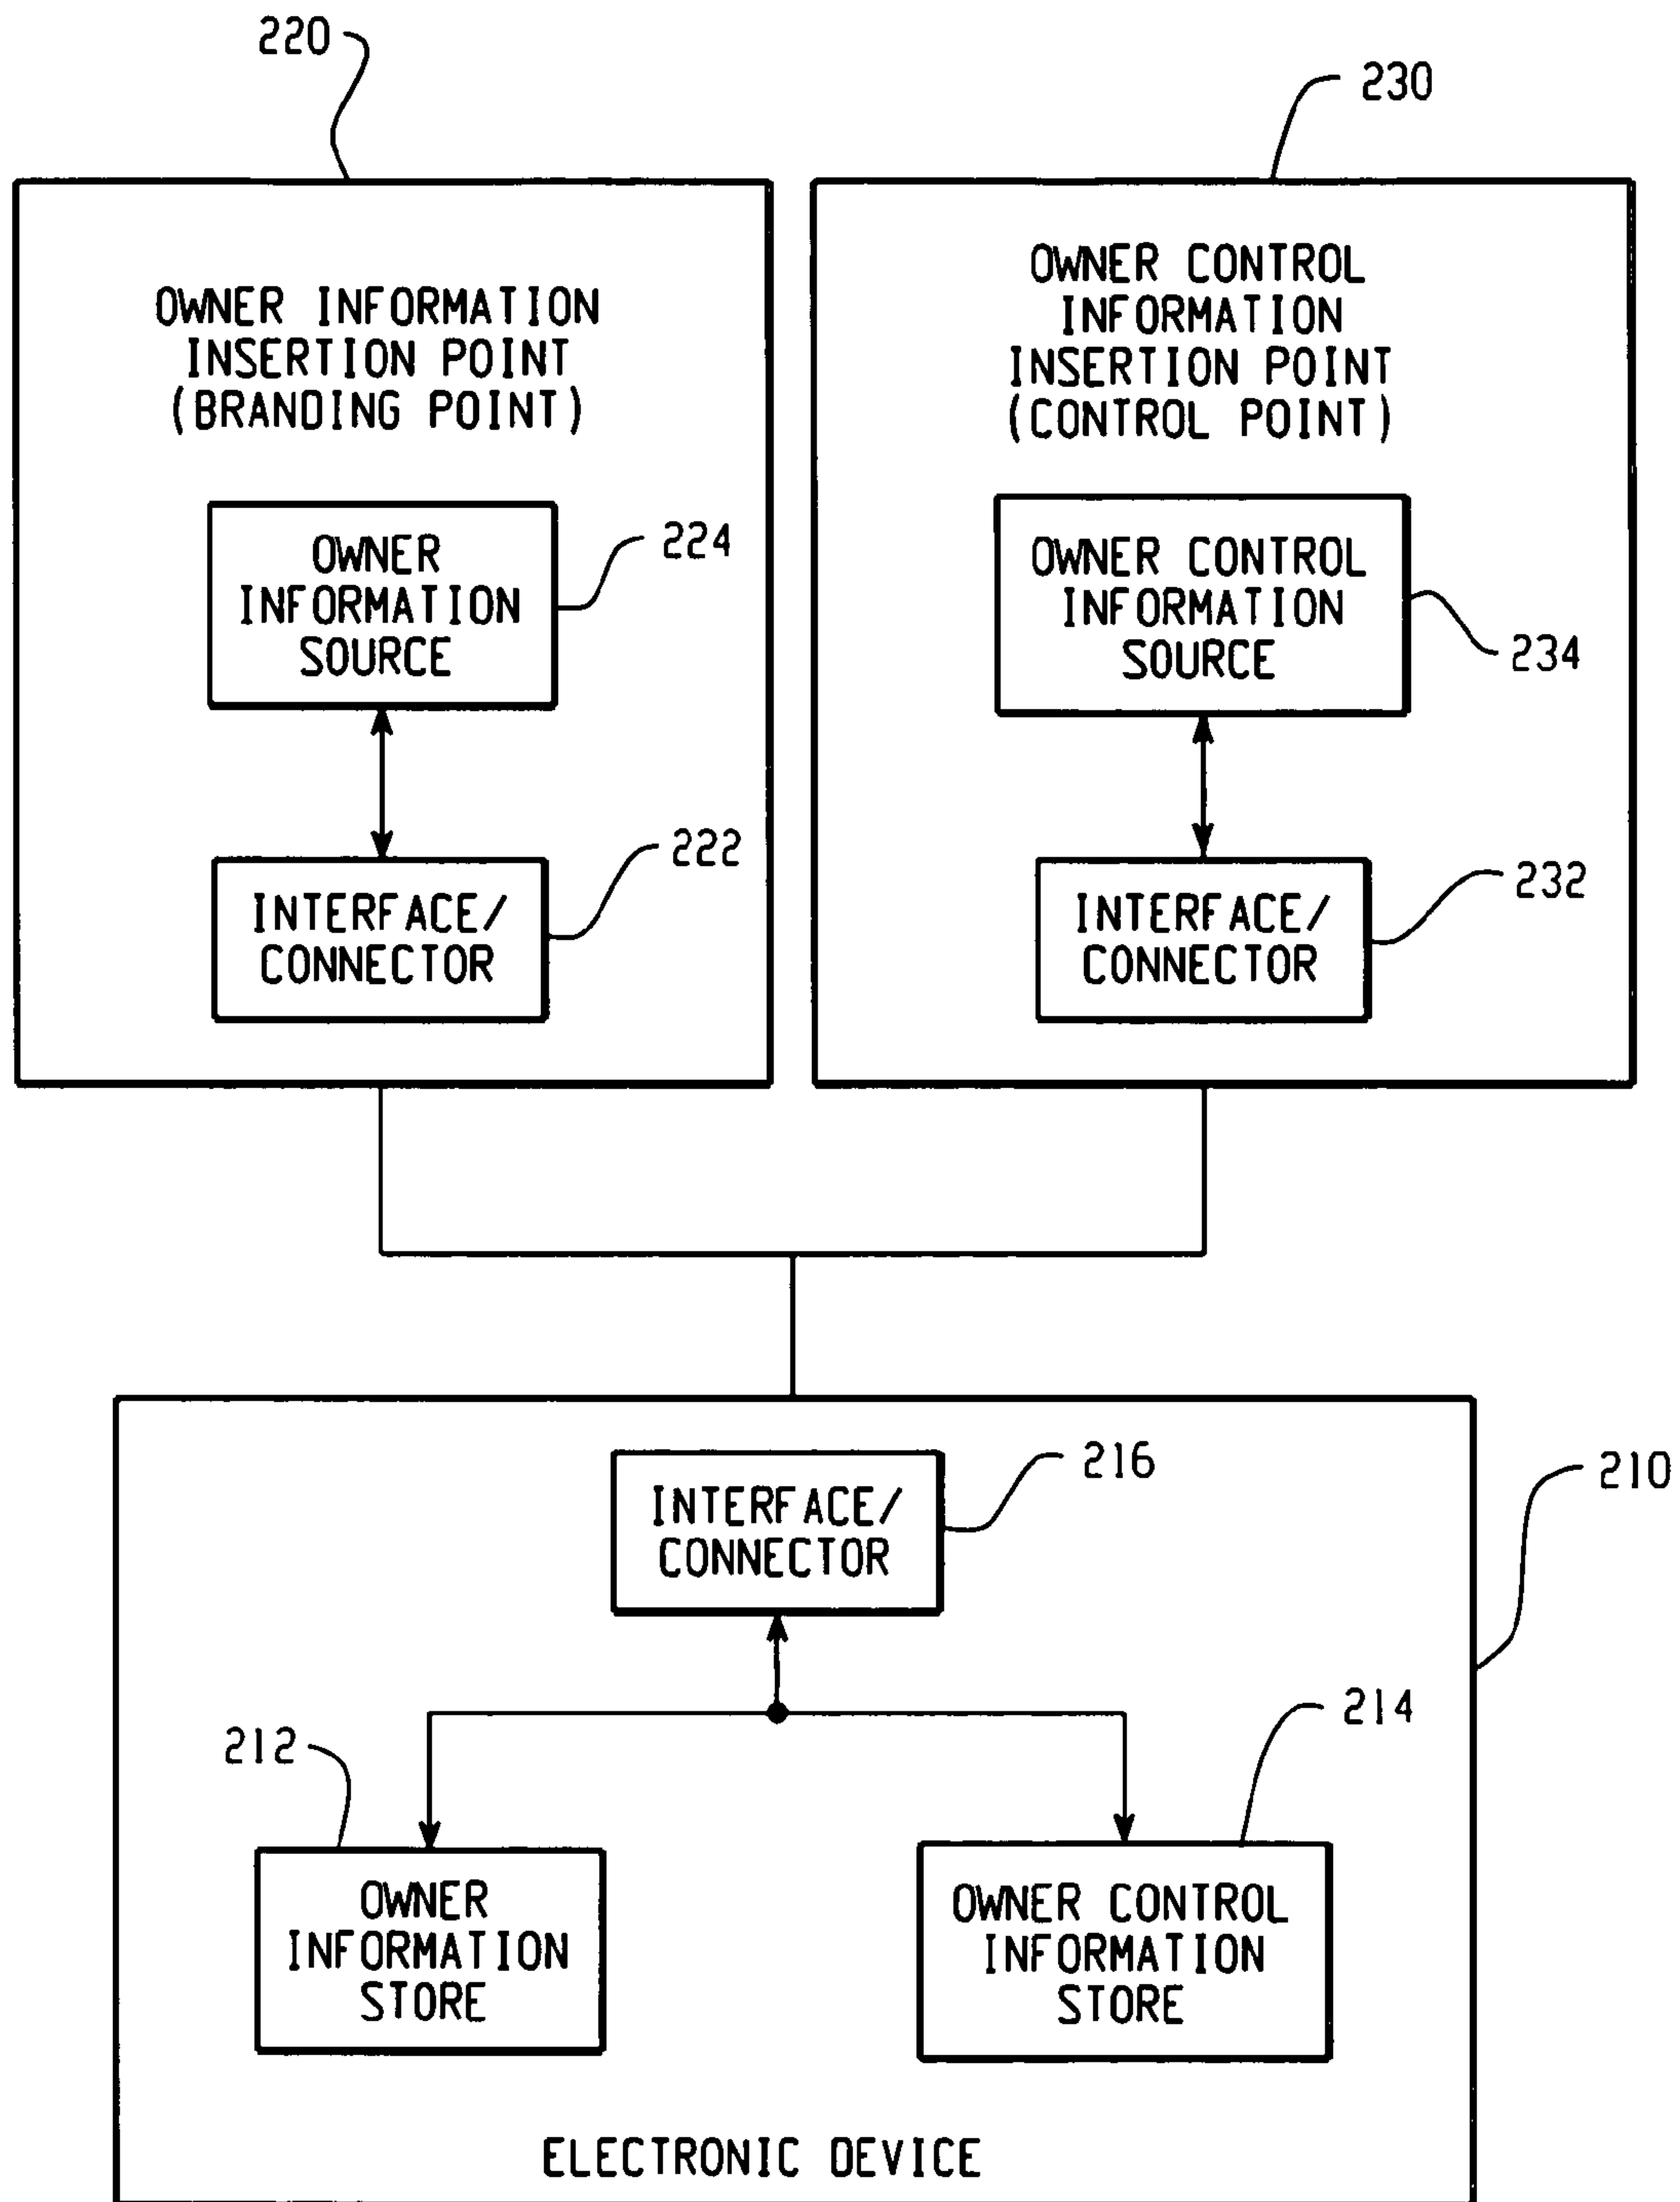 220
230
OWNER INFORMATION
INSERTION POINT
(BRANDING POINT)
OWNER CONTROL
INFORMATION
INSERTION POINT
(CONTROL POINT)
OWNER
INFORMATION
SOURCE
224
OWNER CONTROL
INFORMATION
SOURCE
234
INTERFACE/
CONNECTOR
222
INTERFACE/
CONNECTOR
232
INTERFACE/
CONNECTOR
216
210
212
214
OWNER
INFORMATION
STORE
OWNER CONTROL
INFORMATION
STORE
ELECTRONIC DEVICE